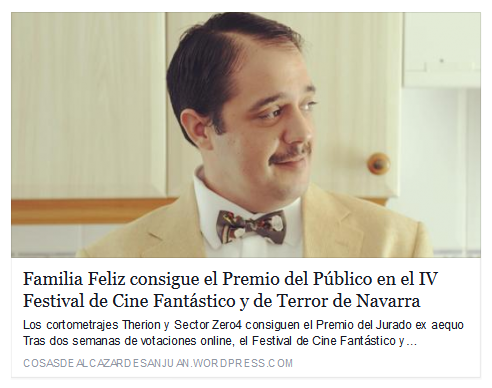 Familia Feliz consigue el Premio del Público en el IV
Festival de Cine Fantástico y de Terror de Navarra
Los cortometrajes Therion y Sector Zero4 consiguen el Premio del Jurado ex aequo
Tras dos semanas de votaciones online, el Festival de Cine Fantástico y...
COSASDEALCAZARDESANJUAN.WORDPRESS.COM